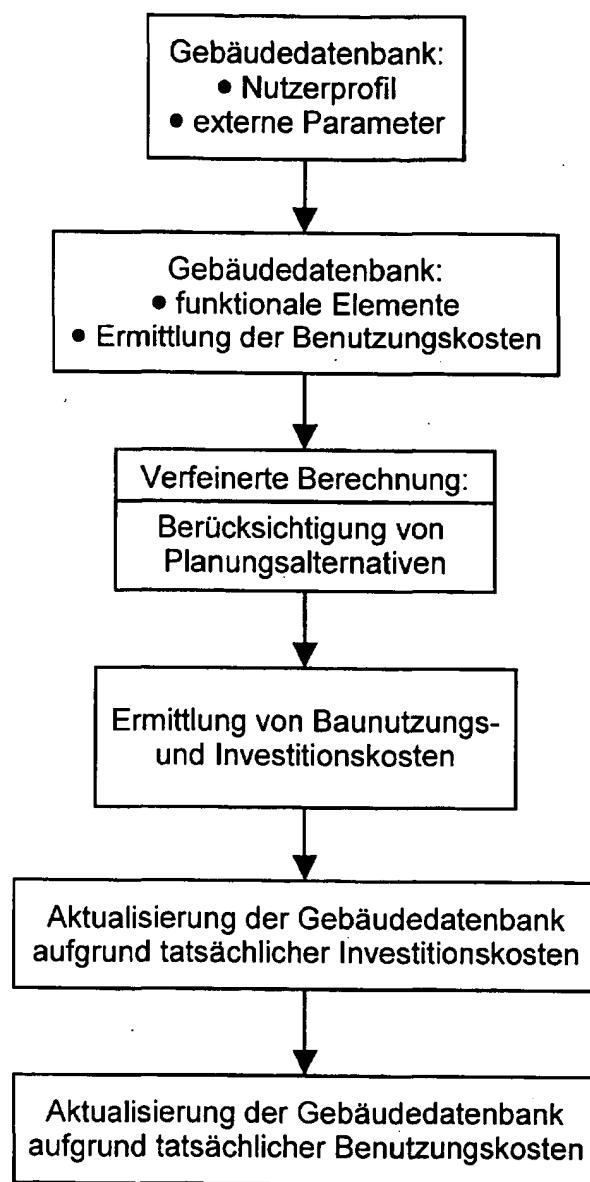 Gebäudedatenbank:
● Nutzerprofil
● externe Parameter
Gebäudedatenbank:
● funktionale Elemente
● Ermittlung der Benutzungskosten
Verfeinerte Berechnung:
Berücksichtigung von
Planungsalternativen
Ermittlung von Baunutzungs-
und Investitionskosten
Aktualisierung der Gebäudedatenbank
aufgrund tatsächlicher Investitionskosten
Aktualisierung der Gebäudedatenbank
aufgrund tatsächlicher Benutzungskosten